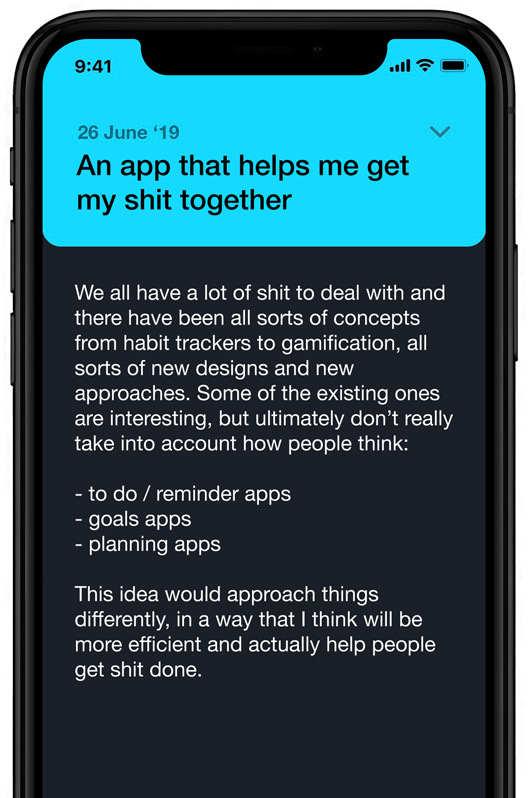 9:41
26 June ‘19
An app that helps me get
my shit together
We all have a lot of shit to deal with and
there have been all sorts of concepts
from habit trackers to gamification, all
sorts of new designs and new
approaches. Some of the existing ones
are interesting, but ultimately don’t really
take into account how people think:
- to do / reminder apps
- goals apps
- planning apps
This idea would approach things
differently, in a way that I think will be
more efficient and actually help people
get shit done.